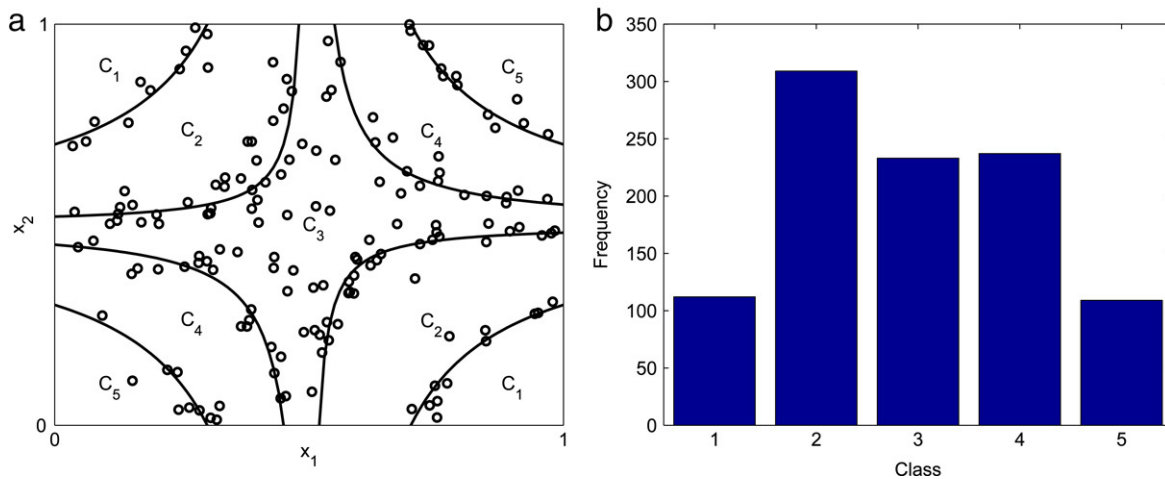 a
1
x₂
0
C₁
C₅
C₂
C₄
C₃
C₄
C₂
C₅
C₁
0
x₁
1
b
350
300
250
200
150
100
50
0
Frequency
1 2 3 4 5
Class